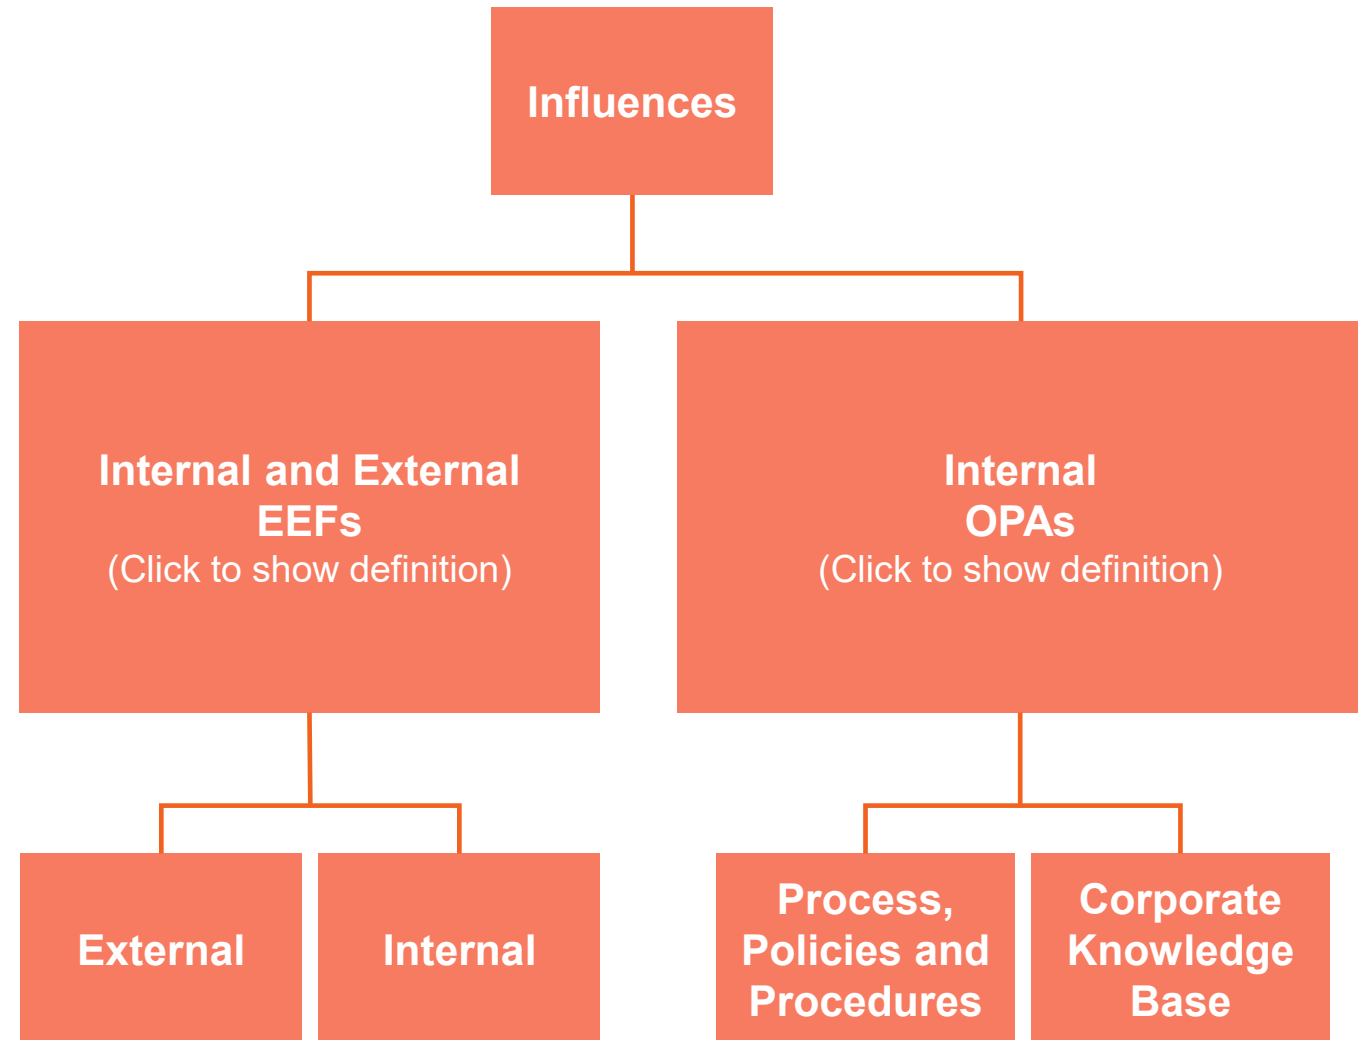 Influences
Internal and External
EEFs
(Click to show definition)
Internal
OPAs
(Click to show definition)
External
Internal
Process,
Policies and
Procedures
Corporate
Knowledge
Base